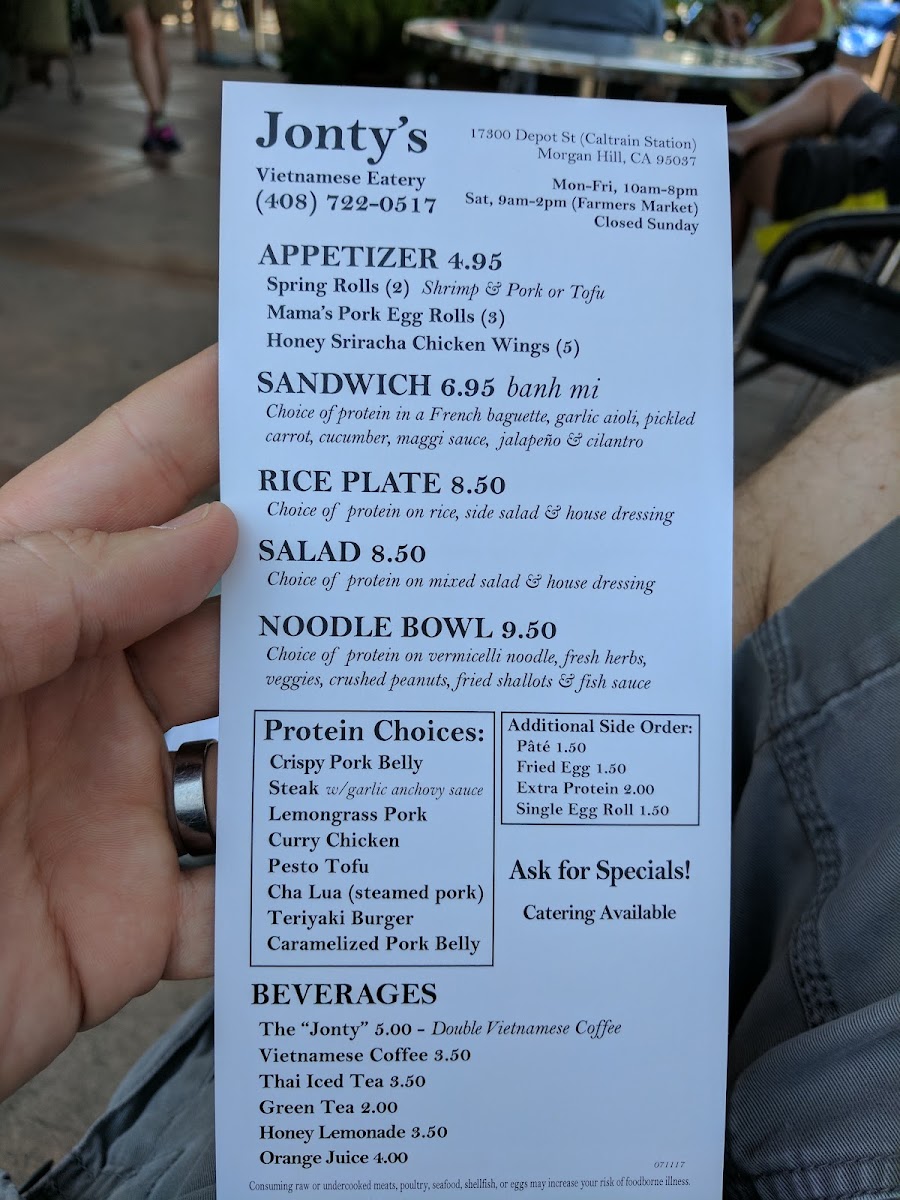 Jonty's
Vietnamese Eatery
(408) 722-0517
17300 Depot St (Caltrain Station)
Morgan Hill, CA 95037
Mon-Fri, 10am-8pm
Sat, 9am-2pm (Farmers Market)
Closed Sunday
APPETIZER 4.95
Spring Rolls (2) Shrimp & Pork or Tofu
Mama's Pork Egg Rolls (3)
Honey Sriracha Chicken Wings (5)
SANDWICH 6.95 banh mi
Choice of protein in a French baguette, garlic aioli, pickled
carrot, cucumber, maggi sauce, jalapeño & cilantro
RICE PLATE 8.50
Choice of protein on rice, side salad & house dressing
SALAD 8.50
Choice of protein on mixed salad & house dressing
NOODLE BOWL 9.50
Choice of protein on vermicelli noodle, fresh herbs,
veggies, crushed peanuts, fried shallots & fish sauce
Protein Choices:
Crispy Pork Belly
Steak w/garlic anchovy sauce
Lemongrass Pork
Curry Chicken
Pesto Tofu
Cha Lua (steamed pork)
Teriyaki Burger
Caramelized Pork Belly
Additional Side Order:
Pâté 1.50
Fried Egg 1.50
Extra Protein 2.00
Single Egg Roll 1.50
Ask for Specials!
Catering Available
BEVERAGES
The "Jonty" 5.00 - Double Vietnamese Coffee
Vietnamese Coffee 3.50
Thai Iced Tea 3.50
Green Tea 2.00
Honey Lemonade 3.50
Orange Juice 4.00
071117
Consuming raw or undercooked meats, poultry, seafood, shellfish, or eggs may increase your risk of foodborne illness.